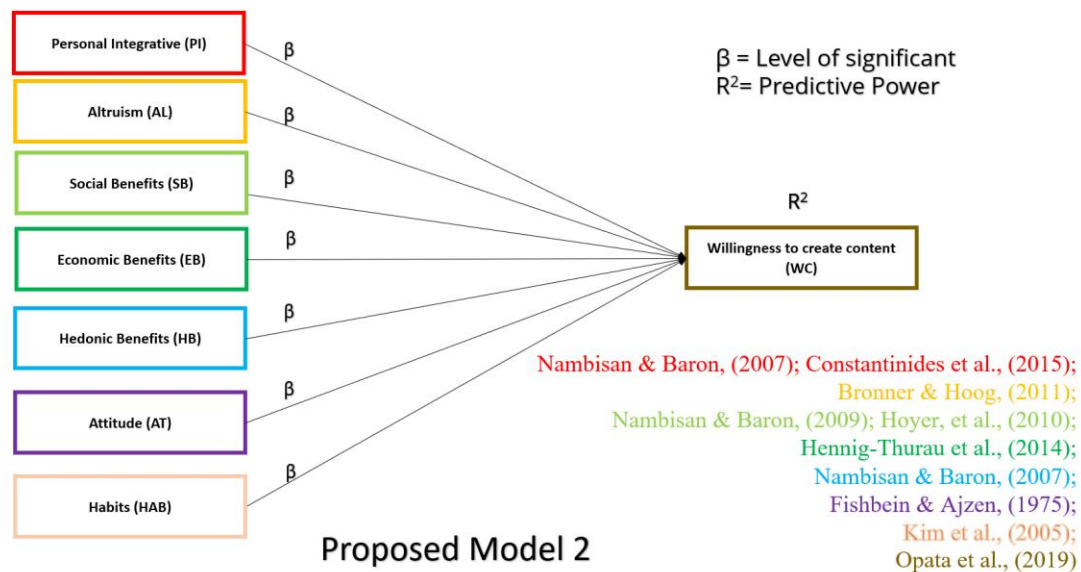 Personal Integrative (PI)
β
β = Level of significant
R²= Predictive Power
Altruism (AL)
β
Social Benefits (SB)
β
R²
Economic Benefits (EB)
β
Willingness to create content
(WC)
Hedonic Benefits (HB)
β
Nambisan & Baron, (2007); Constantinides et al., (2015);
Bronner & Hoog, (2011);
Attitude (AT)
β
Nambisan & Baron, (2009); Hoyer, et al., (2010);
Hennig-Thurau et al., (2014);
Nambisan & Baron, (2007);
Habits (HAB)
β
Fishbein & Ajzen, (1975);
Kim et al., (2005);
Opata et al., (2019)
Proposed Model 2